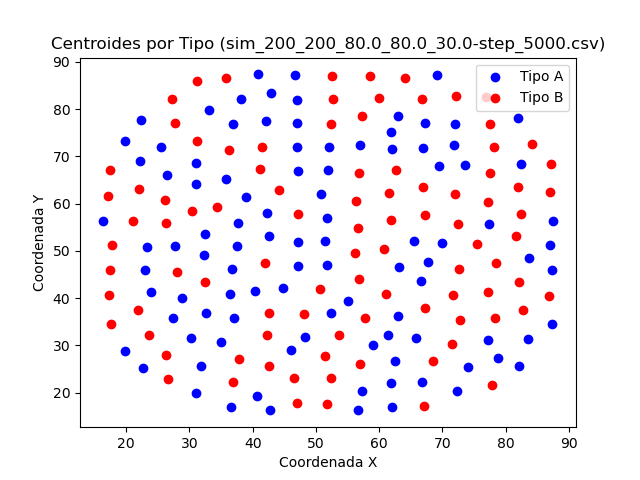 Centroides por Tipo (sim_200_200_80.0_80.0_30.0-step_5000.csv)
90
80
70
60
50
40
30
20
Coordenada Y
Tipo A
Tipo B
20 30 40 50 60 70 80 90
Coordenada X